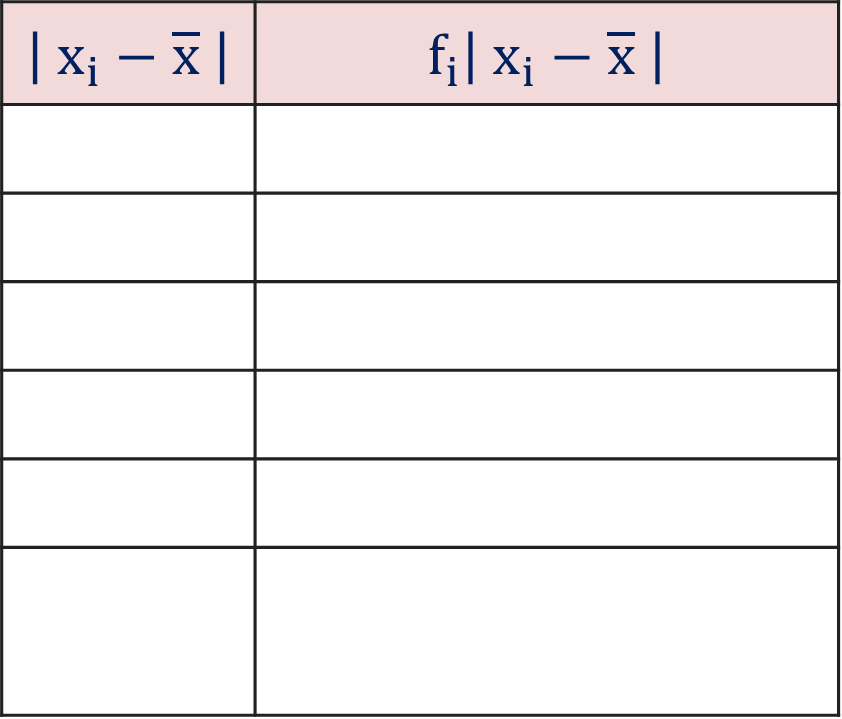 | xᵢ − x̅ |
fᵢ| xᵢ − x̅ |